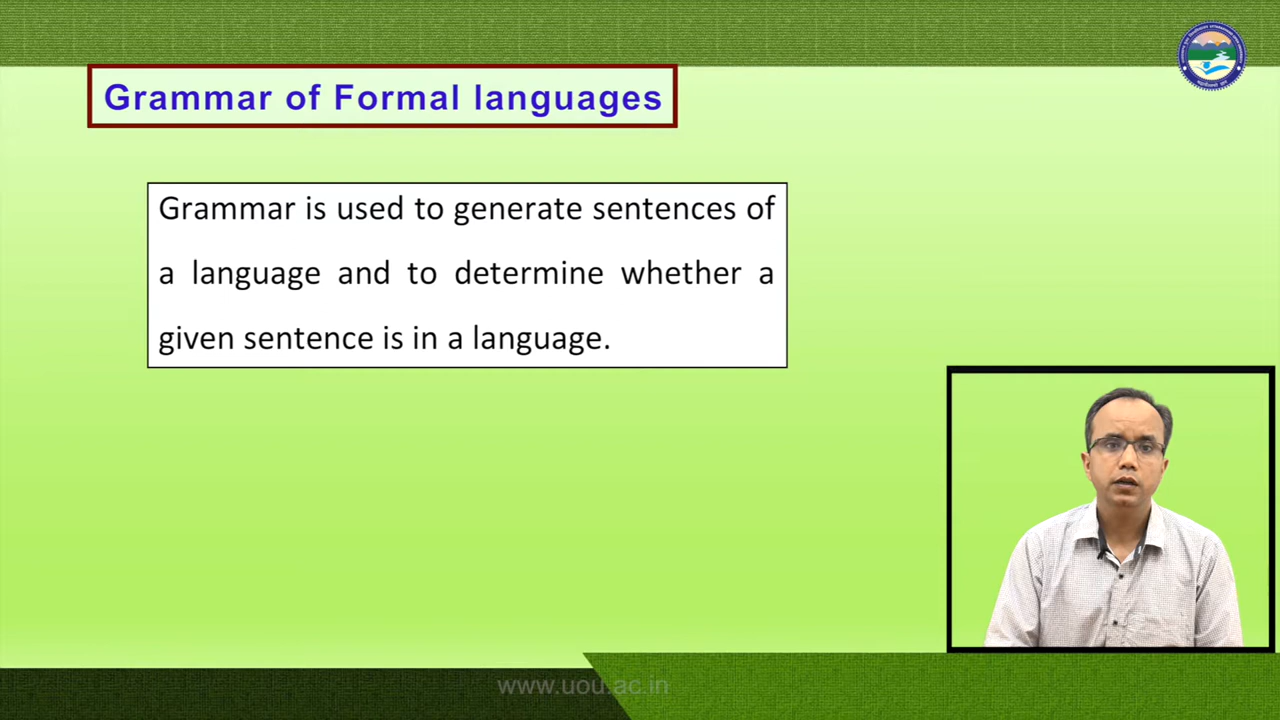 Grammar of Formal languages
Grammar is used to generate sentences of
a language and to determine whether a
given sentence is in a language.
www.uou.ac.in